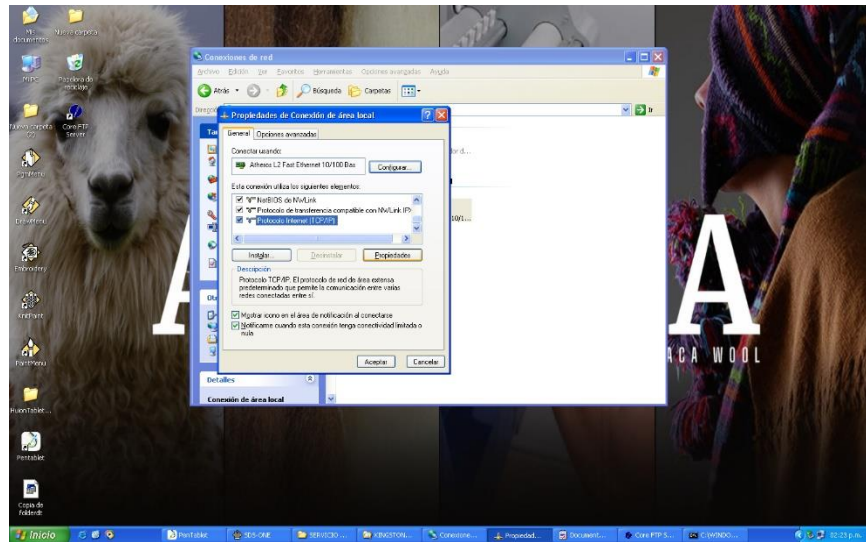 Mis documentos
Nueva carpeta
Mi PC
Papelera de reciclaje
Nueva carpeta (2)
Core FTP Server
PgmMenu
DrawMenu
Embroidery
KnitPaint
PaintMenu
HuionTablet...
Pentablet
Copia de folderdt
Conexiones de red
Archivo Edición Ver Favoritos Herramientas Opciones avanzadas Ayuda
Atrás Búsqueda Carpetas
Ir
Propiedades de Conexión de área local
General Opciones avanzadas
Conectar usando:
Atheros L2 Fast Ethernet 10/100 Bas Configurar...
Esta conexión utiliza los siguientes elementos:
NetBIOS de NWLink
Protocolo de transferencia compatible con NWLink IPX
Protocolo Internet (TCP/IP)
Instalar... Desinstalar Propiedades
Descripción
Protocolo TCP/IP. El protocolo de red de área extensa
predeterminado que permite la comunicación entre varias
redes conectadas entre sí.
Mostrar icono en el área de notificación al conectarse
Notificarme cuando esta conexión tenga conectividad limitada o
nula
Aceptar Cancelar
Detalles
Conexión de área local
A A
ACA WOOL
Inicio Pentablet SDS-ONE SERVICIO ... KINGSTON... Conexione... Propiedad... Document... Core FTP S... C:\WINDO... 02:23 p.m.